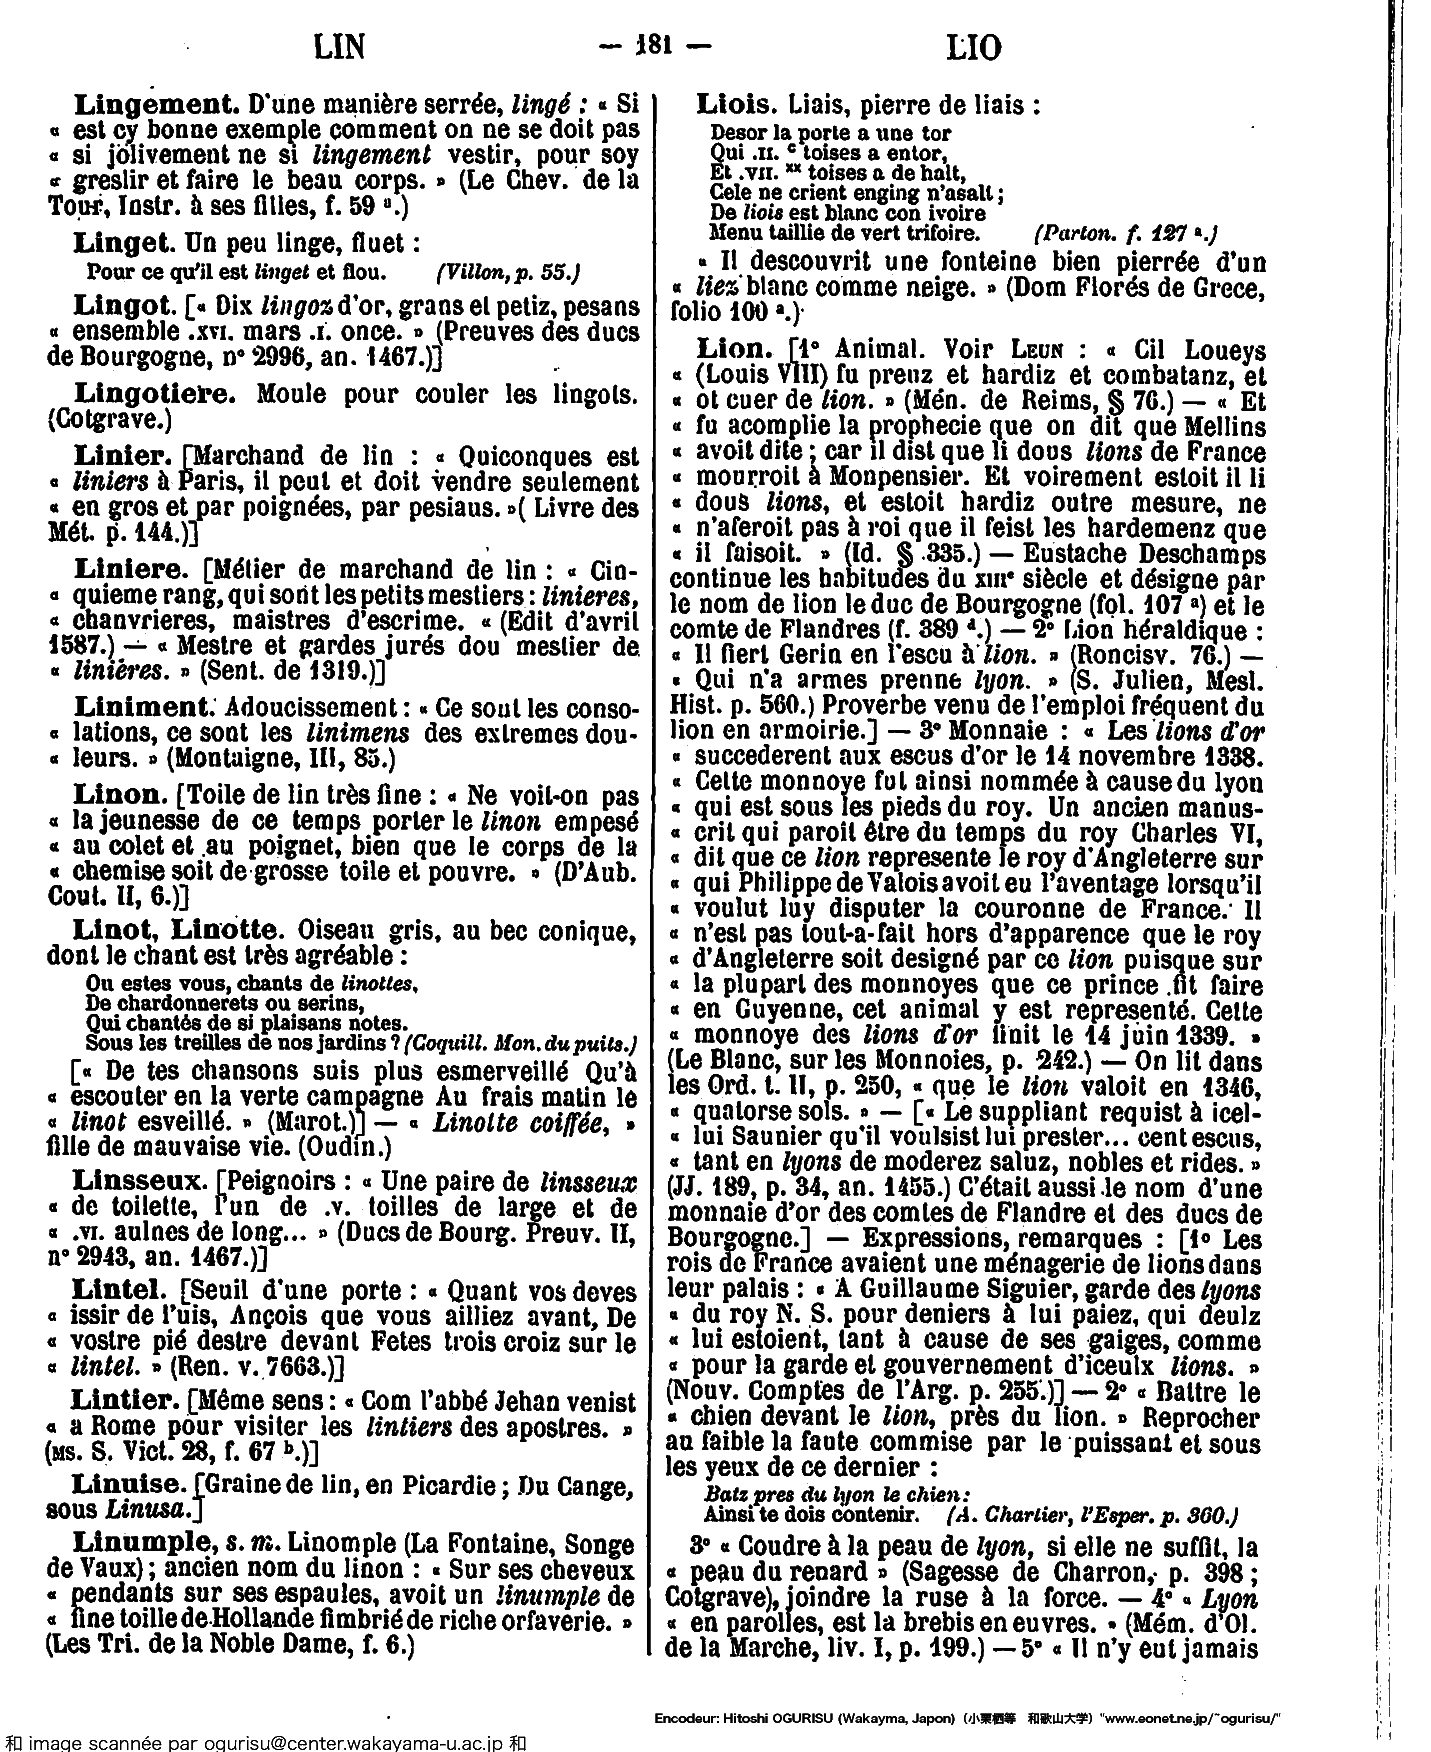 LIN
— 181 —
LIO
Lingement. D'une manière serrée, lingé : « Si
« est cy bonne exemple comment on ne se doit pas
« si jolivement ne si lingement vestir, pour soy
« greslir et faire le beau corps. » (Le Chev. de la
Tour, Instr. à ses filles, f. 59 ᵃ.)
Linget. Un peu linge, fluet :
Pour ce qu'il est linget et flou. (Villon, p. 55.)
Lingot. [« Dix lingoz d'or, grans et petiz, pesans
« ensemble .XVI. mars .I. once. » (Preuves des ducs
de Bourgogne, n° 2996, an. 1467.)]
Lingotiere. Moule pour couler les lingots.
(Cotgrave.)
Linier. [Marchand de lin : « Quiconques est
« liniers à Paris, il peut et doit vendre seulement
« en gros et par poignées, par pesiaus. »( Livre des
Mét. p. 144.)]
Liniere. [Métier de marchand de lin : « Cin-
« quieme rang, qui sont les petits mestiers : linieres,
« chanvrieres, maistres d'escrime. « (Edit d'avril
1587.) — « Mestre et gardes jurés dou mestier de
« linières. » (Sent. de 1319.)]
Liniment. Adoucissement : « Ce sont les conso-
« lations, ce sont les linimens des extremes dou-
« leurs. » (Montaigne, III, 85.)
Linon. [Toile de lin très fine : « Ne voit-on pas
« la jeunesse de ce temps porter le linon empesé
« au colet et au poignet, bien que le corps de la
« chemise soit de grosse toile et pouvre. » (D'Aub.
Cout. II, 6.)]
Linot, Linotte. Oiseau gris, au bec conique,
dont le chant est très agréable :
Ou estes vous, chants de linottes,
De chardonnerets ou serins,
Qui chantés de si plaisans notes.
Sous les treilles de nos jardins ? (Coquill. Mon. du puits.)
[« De tes chansons suis plus esmerveillé Qu'à
« escouter en la verte campagne Au frais matin le
« linot esveillé. » (Marot.)] — « Linotte coiffée, »
fille de mauvaise vie. (Oudin.)
Linsseux. [Peignoirs : « Une paire de linsseux
« de toilette, l'un de .V. toilles de large et de
« .VI. aulnes de long... » (Ducs de Bourg. Preuv. II,
n° 2943, an. 1467.)]
Lintel. [Seuil d'une porte : « Quant vos deves
« issir de l'uis, Ançois que vous ailliez avant, De
« vostre pié destre devant Fetes trois croiz sur le
« lintel. » (Ren. v. 7663.)]
Lintier. [Même sens : « Com l'abbé Jehan venist
« a Rome pour visiter les lintiers des apostres. »
(MS. S. Vict. 28, f. 67 ᵇ.)]
Linuise. [Graine de lin, en Picardie ; Du Cange,
sous Linusa.]
Linumple, s. m. Linomple (La Fontaine, Songe
de Vaux) ; ancien nom du linon : « Sur ses cheveux
« pendants sur ses espaules, avoit un linumple de
« fine toille de Hollande fimbrié de riche orfaverie. »
(Les Tri. de la Noble Dame, f. 6.)
Liois. Liais, pierre de liais :
Desor la porte a une tor
Qui .II. ᶜ toises a entor,
Et .VII. ˣˣ toises a de halt,
Cele ne crient enging n'asalt ;
De liois est blanc con ivoire
Menu taillie de vert trifoire. (Parton. f. 127 ᵃ.)
« Il descouvrit une fonteine bien pierrée d'un
« liez blanc comme neige. » (Dom Florés de Grece,
folio 100 ᵃ.)
Lion. [1° Animal. Voir LEUN : « Cil Loueys
« (Louis VIII) fu preuz et hardiz et combatanz, et
« ot cuer de lion. » (Mén. de Reims, § 76.) — « Et
« fu acomplie la prophecie que on dit que Mellins
« avoit dite ; car il dist que li dous lions de France
« mourroit à Monpensier. Et voirement estoit il li
« dous lions, et estoit hardiz outre mesure, ne
« n'aferoit pas à roi que il feist les hardemenz que
« il faisoit. » (Id. § 335.) — Eustache Deschamps
continue les habitudes du XIIIᵉ siècle et désigne par
le nom de lion le duc de Bourgogne (fol. 107 ᵃ) et le
comte de Flandres (f. 389 ᵈ.) — 2° Lion héraldique :
« Il fiert Gerin en l'escu à lion. » (Roncisv. 76.) —
« Qui n'a armes prenne lyon. » (S. Julien, Mesl.
Hist. p. 560.) Proverbe venu de l'emploi fréquent du
lion en armoirie.] — 3° Monnaie : « Les lions d'or
« succederent aux escus d'or le 14 novembre 1338.
« Cette monnoye fut ainsi nommée à cause du lyon
« qui est sous les pieds du roy. Un ancien manus-
« crit qui paroit être du temps du roy Charles VI,
« dit que ce lion represente le roy d'Angleterre sur
« qui Philippe de Valois avoit eu l'aventage lorsqu'il
« voulut luy disputer la couronne de France. Il
« n'est pas tout-a-fait hors d'apparence que le roy
« d'Angleterre soit designé par ce lion puisque sur
« la plupart des monnoyes que ce prince fit faire
« en Guyenne, cet animal y est representé. Cette
« monnoye des lions d'or finit le 14 juin 1339. »
(Le Blanc, sur les Monnoies, p. 242.) — On lit dans
les Ord. t. II, p. 250, « que le lion valoit en 1346,
« quatorse sols. » — [« Le suppliant requist à icel-
« lui Saunier qu'il voulsist lui prester... cent escus,
« tant en lyons de moderez saluz, nobles et rides. »
(JJ. 189, p. 34, an. 1455.) C'était aussi le nom d'une
monnaie d'or des comtes de Flandre et des ducs de
Bourgogne.] — Expressions, remarques : [1° Les
rois de France avaient une ménagerie de lions dans
leur palais : « A Guillaume Siguier, garde des lyons
« du roy N. S. pour deniers à lui paiez, qui deulz
« lui estoient, tant à cause de ses gaiges, comme
« pour la garde et gouvernement d'iceulx lions. »
(Nouv. Comptes de l'Arg. p. 255.)] — 2° « Battre le
« chien devant le lion, près du lion. » Reprocher
au faible la faute commise par le puissant et sous
les yeux de ce dernier :
Batz pres du lyon le chien:
Ainsi te dois contenir. (A. Chartier, l'Esper. p. 360.)
3° « Coudre à la peau de lyon, si elle ne suffit, la
« peau du renard » (Sagesse de Charron, p. 398 ;
Cotgrave), joindre la ruse à la force. — 4° « Lyon
« en parolles, est la brebis en euvres. » (Mém. d'Ol.
de la Marche, liv. I, p. 199.) — 5° « Il n'y eut jamais
Encodeur: Hitoshi OGURISU (Wakayma, Japon) (小栗栖等 和歌山大学) "www.eonet.ne.jp/~ogurisu/"
和 image scannée par ogurisu@center.wakayama-u.ac.jp 和